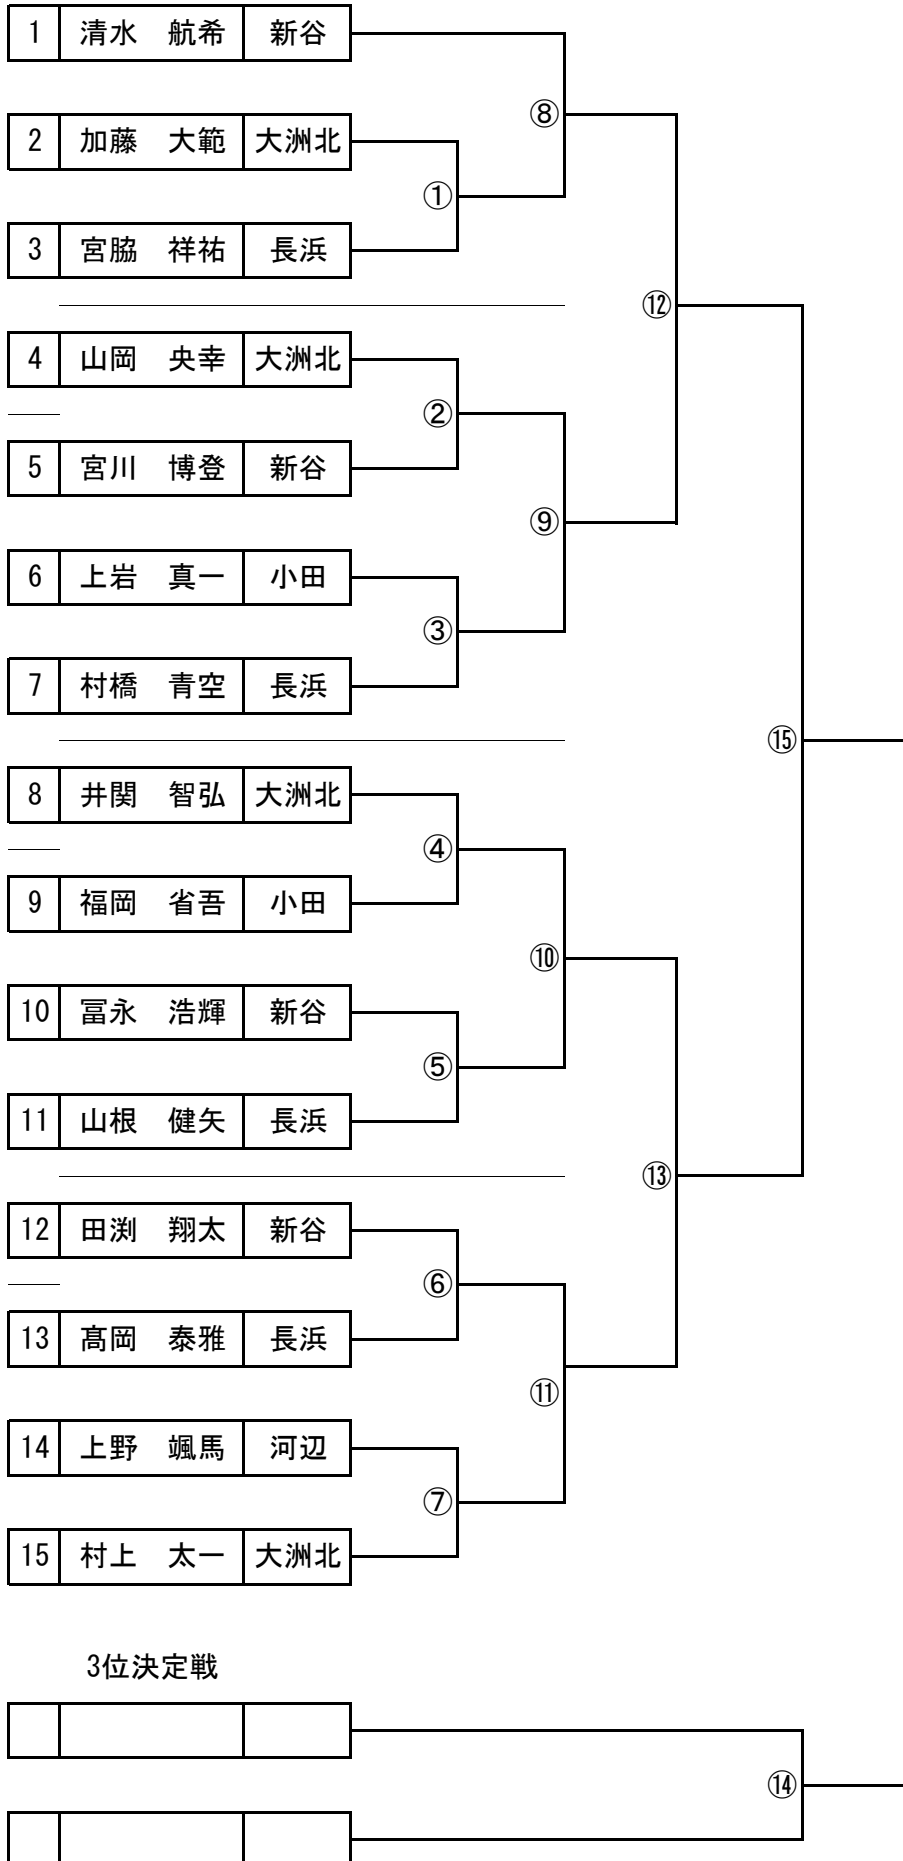 1 清水 航希 新谷
⑧
2 加藤 大範 大洲北
①
3 宮脇 祥祐 長浜
⑫
4 山岡 央幸 大洲北
②
5 宮川 博登 新谷
⑨
6 上岩 真一 小田
③
7 村橋 青空 長浜
⑮
8 井関 智弘 大洲北
④
9 福岡 省吾 小田
⑩
10 冨永 浩輝 新谷
⑤
11 山根 健矢 長浜
⑬
12 田渕 翔太 新谷
⑥
13 髙岡 泰雅 長浜
⑪
14 上野 颯馬 河辺
⑦
15 村上 太一 大洲北
3位決定戦
⑭